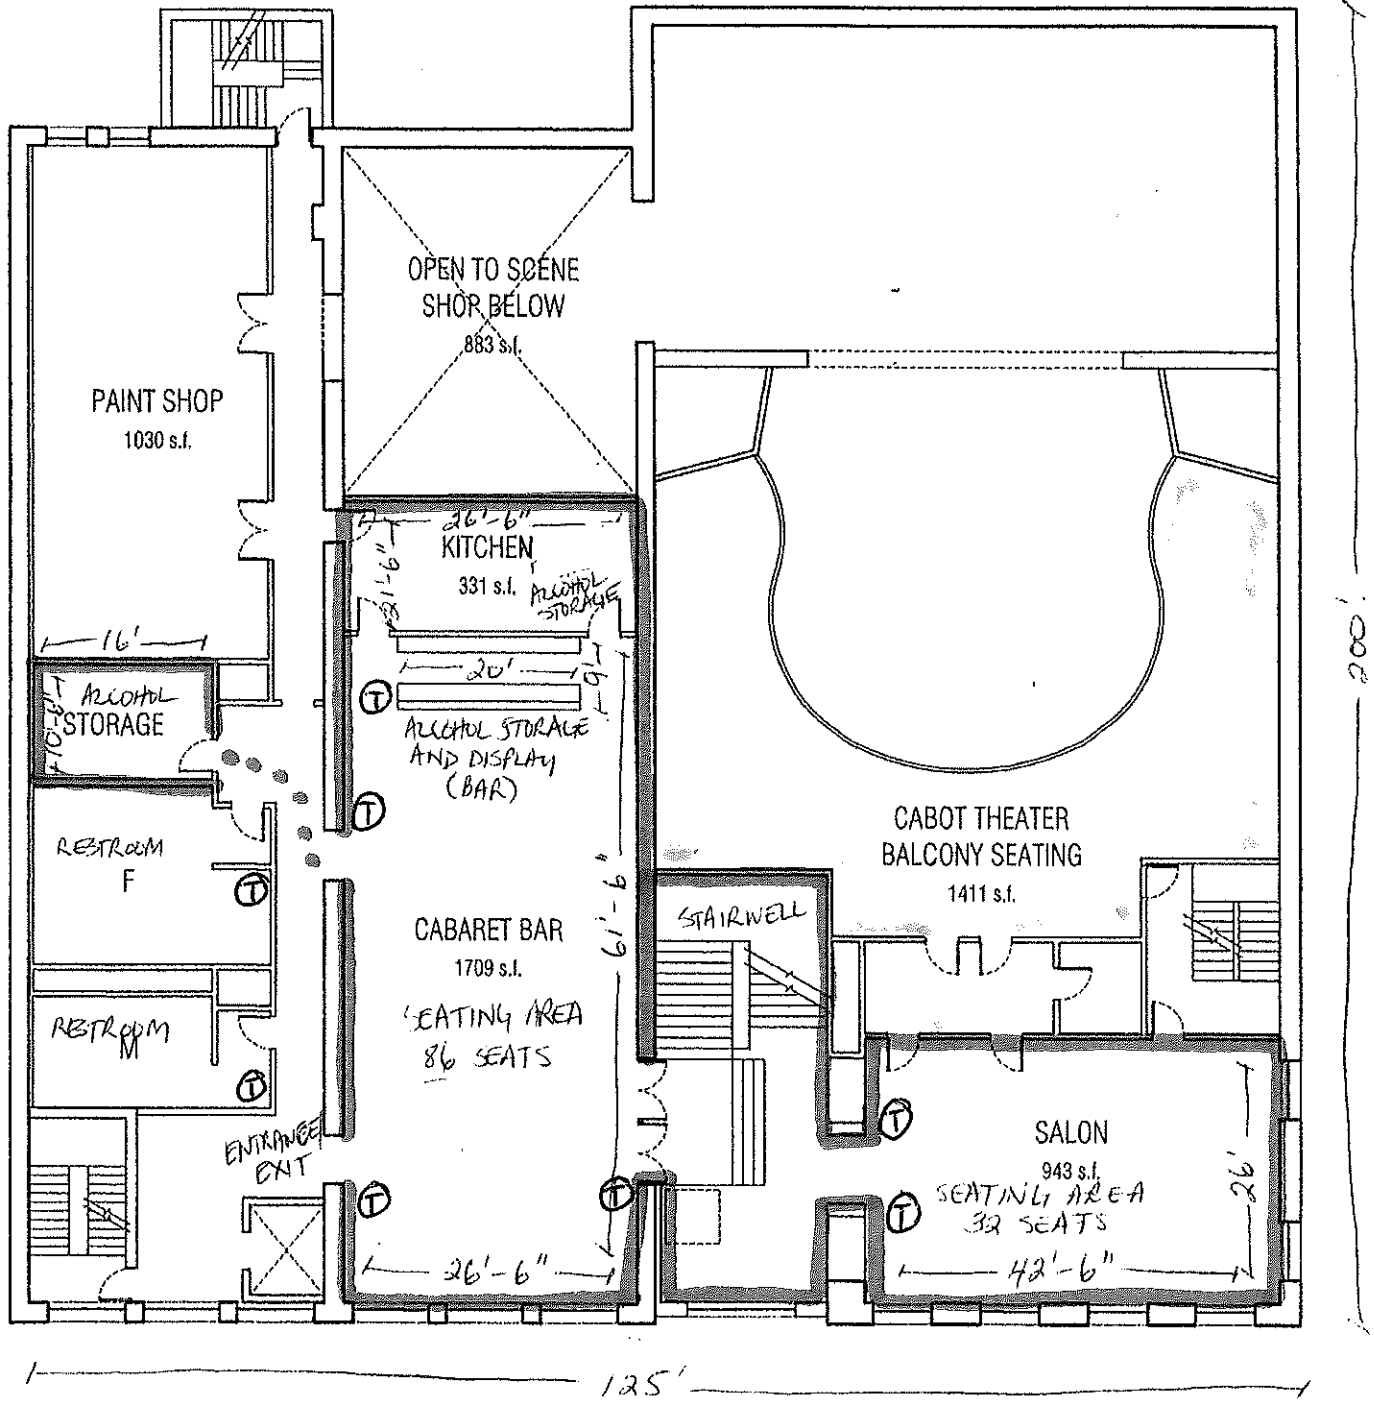 OPEN TO SCENE
SHOP BELOW
883 s.f.
PAINT SHOP
1030 s.f.
26'-6"
KITCHEN
331 s.f.
21'-6"
ALCOHOL
STORAGE
16'
20'
9'
ALCOHOL
STORAGE
10'-6"
T
ALCOHOL STORAGE
AND DISPLAY
(BAR)
T
200'
CABOT THEATER
BALCONY SEATING
1411 s.f.
RESTROOM
F
T
61'-6"
STAIRWELL
CABARET BAR
1709 s.f.
SEATING AREA
86 SEATS
RESTROOM
M
T
ENTRANCE
EXIT
T
T
T
SALON
943 s.f.
SEATING AREA
32 SEATS
26'
T
26'-6"
42'-6"
125'